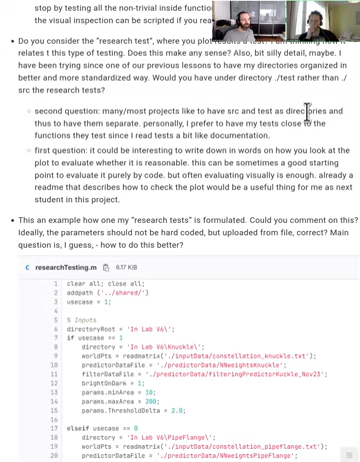 stop by testing all the non-trivial inside functio
the visual inspection can be scripted if you rea
Do you consider the "research test", where you plot results a test? I am thinking how it
relates t this type of testing. Does this make any sense? Also, bit silly detail, maybe. I
have been trying since one of our previous lessons to have my directories organized in
better and more standardized way. Would you have under directory ./test rather than ./
src the research tests?
second question: many/most projects like to have src and test as directories and
thus to have them separate. personally, I prefer to have my tests close to the
functions they test since I read tests a bit like documentation.
first question: it could be interesting to write down in words on how you look at the
plot to evaluate whether it is reasonable. this can be sometimes a good starting
point to evaluate it purely by code. but often evaluating visually is enough. already a
readme that describes how to check the plot would be a useful thing for me as next
student in this project.
This an example how one my "research tests" is formulated. Could you comment on this?
Ideally, the parameters should not be hard coded, but uploaded from file, correct? Main
question is, I guess, - how to do this better?
researchTesting.m 6.17 KiB
1 clear all; close all;
2 addpath ('../shared/')
3 usecase = 1;
4
5 % Inputs
6 directoryRoot = 'In Lab V6\';
7 if usecase == 1
8 directory = 'In Lab V6\Knuckle\';
9 worldPts = readmatrix('./inputData/constellation_knuckle.txt');
10 predictorDataFile = './predictorData/NNweightsKnuckle';
11 filterDataFile = './predictorData/filteringPredictorKuckle_Nov23';
12 brightOnDark = 1;
13 params.minArea = 10;
14 params.maxArea = 200;
15 params.ThresholdDelta = 2.0;
16
17 elseif usecase == 0
18 directory = 'In Lab V6\PipeFlange\';
19 worldPts = readmatrix('./inputData/constellation_pipeflange.txt');
20 predictorDataFile = './predictorData/NNWeightsPipeFlange';